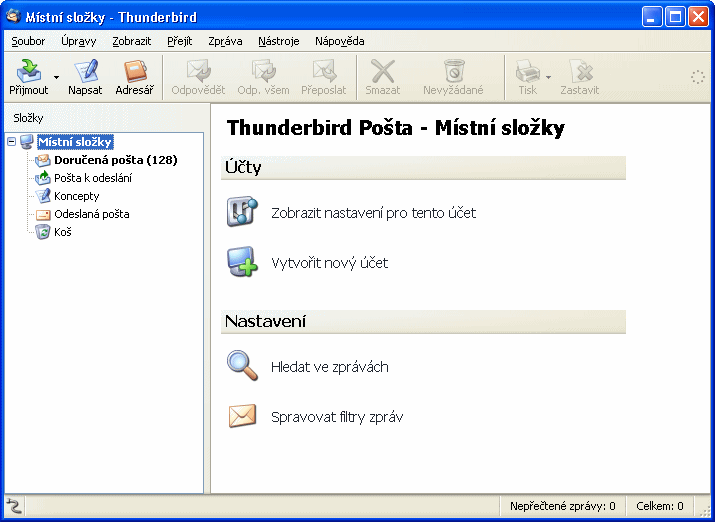 Místní složky - Thunderbird
Soubor Úpravy Zobrazit Přejít Zpráva Nástroje Nápověda
Přijmout Napsat Adresář Odpovědět Odp. všem Přeposlat Smazat Nevyžádané Tisk Zastavit
Složky
Místní složky
Doručená pošta (128)
Pošta k odeslání
Koncepty
Odeslaná pošta
Koš
Thunderbird Pošta - Místní složky
Účty
Zobrazit nastavení pro tento účet
Vytvořit nový účet
Nastavení
Hledat ve zprávách
Spravovat filtry zpráv
Nepřečtené zprávy: 0 Celkem: 0